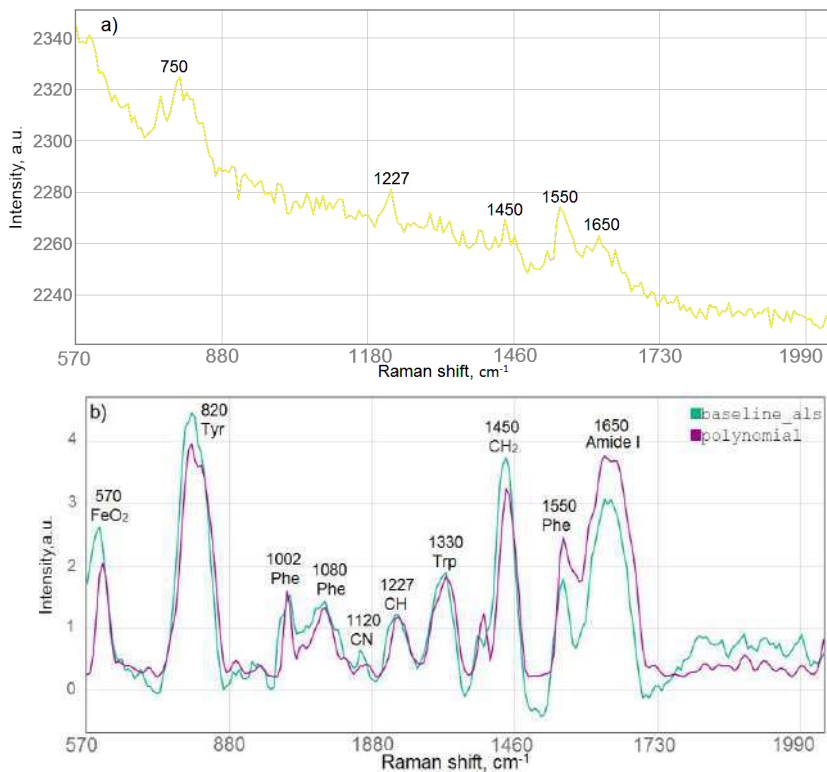 a)
2340
2320
2300
2280
2260
2240
Intensity, a.u.
750
1227
1450
1550
1650
570
880
1180
1460
1730
1990
Raman shift, cm⁻¹
b)
4
3
2
1
0
Intensity,a.u.
570
FeO₂
820
Tyr
1002
Phe
1080
Phe
1120
CN
1227
CH
1330
Trp
1450
CH₂
1550
Phe
1650
Amide I
baseline_als
polynomial
570
880
1880
1460
1730
1990
Raman shift, cm⁻¹